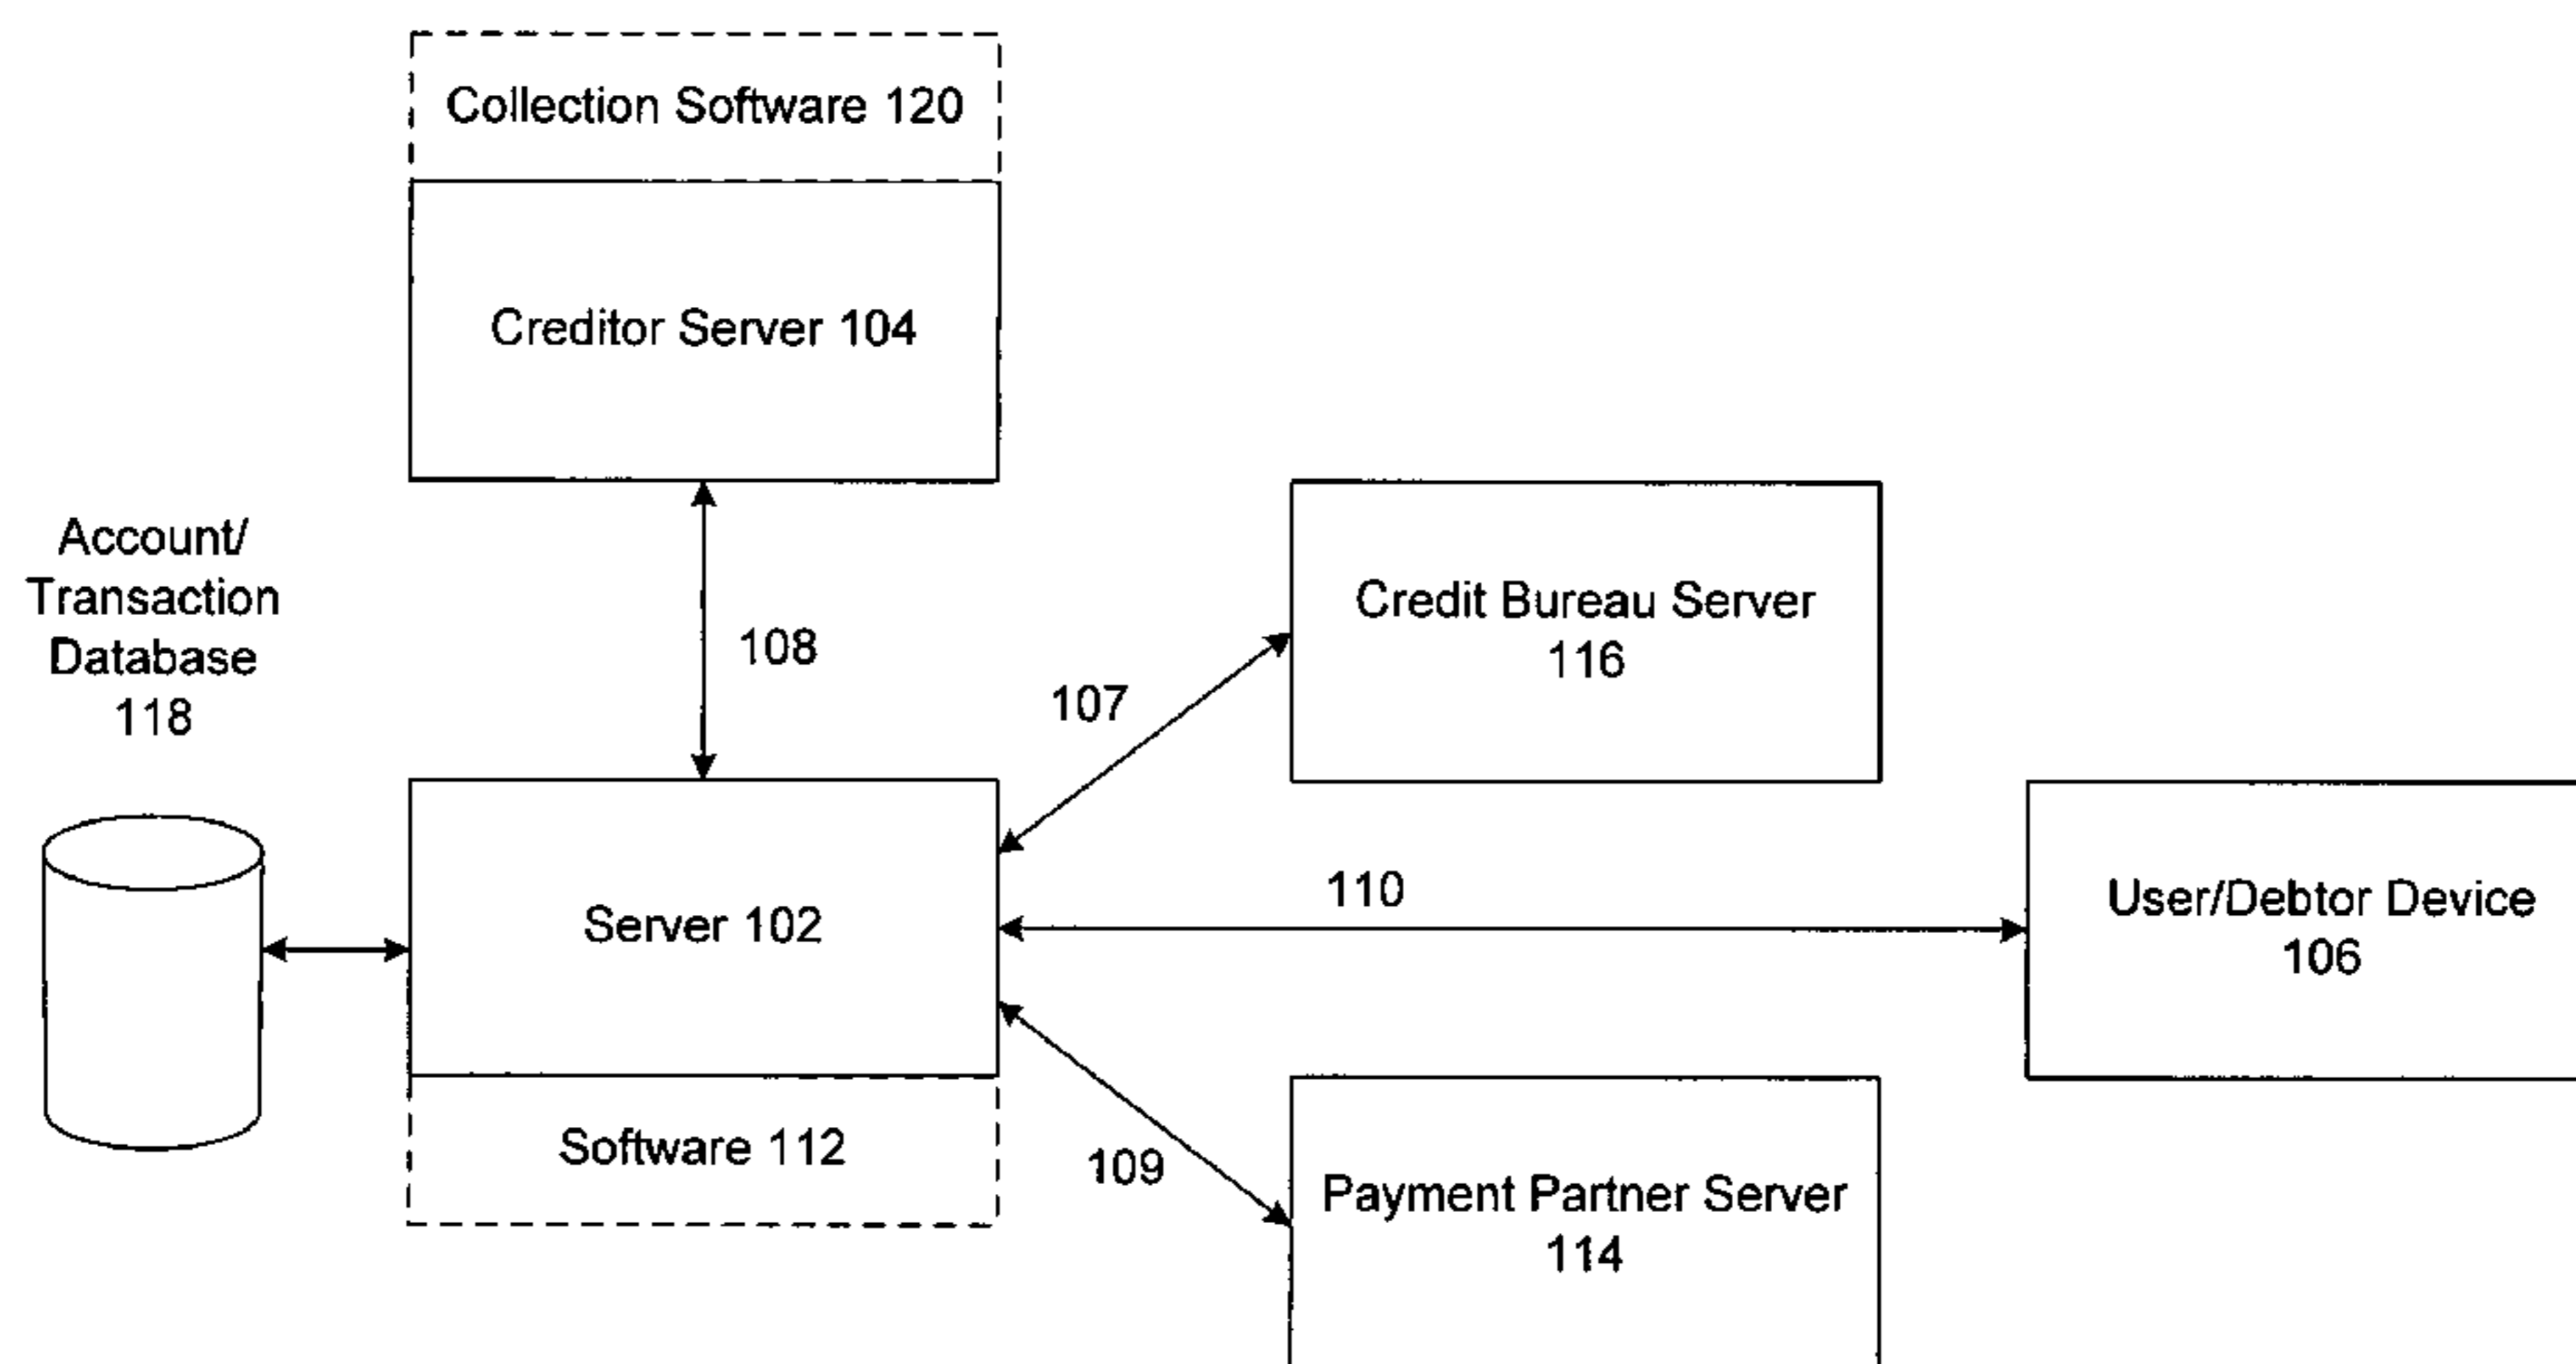 Collection Software 120
Creditor Server 104
Account/
Transaction
Database
118
108
107
Credit Bureau Server
116
110
User/Debtor Device
106
Server 102
Software 112
109
Payment Partner Server
114